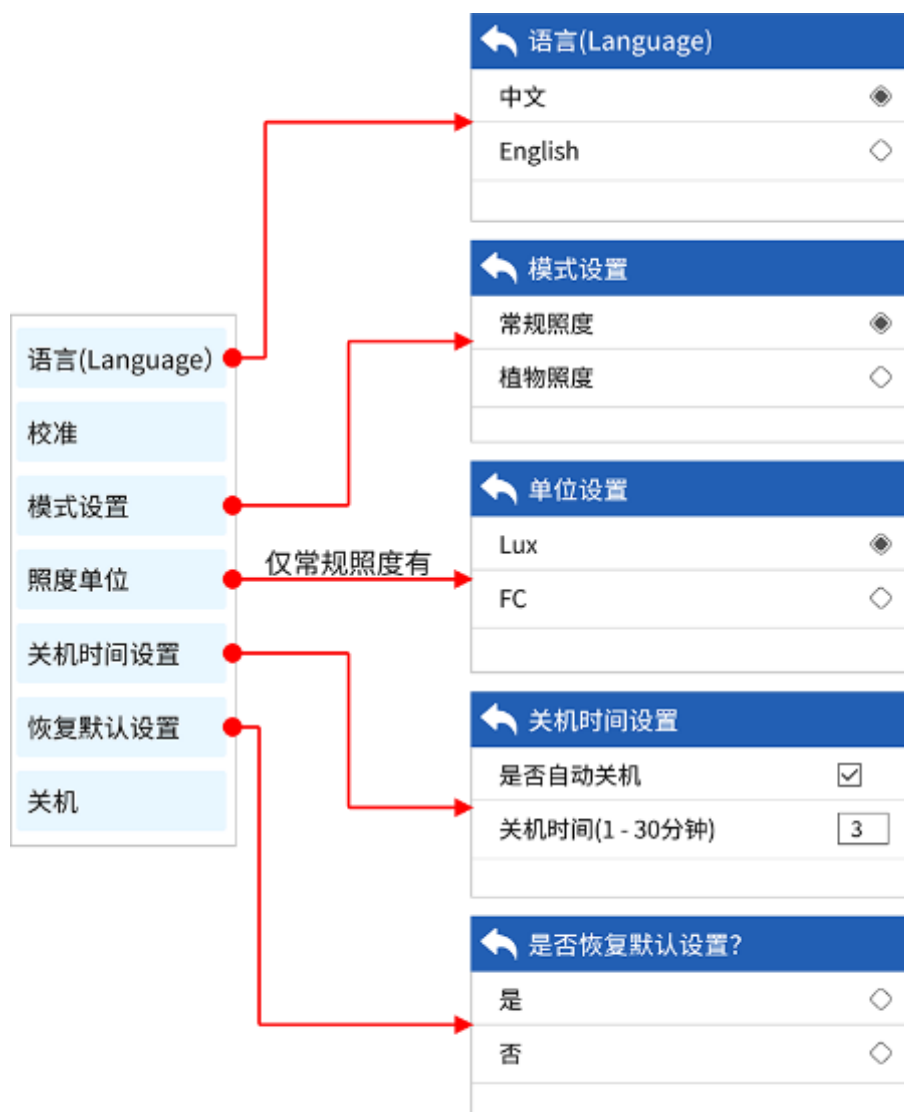 语言(Language)
校准
模式设置
照度单位
关机时间设置
恢复默认设置
关机
仅常规照度有
语言(Language)
中文
English
模式设置
常规照度
植物照度
单位设置
Lux
FC
关机时间设置
是否自动关机
关机时间(1 - 30分钟) 3
是否恢复默认设置?
是
否